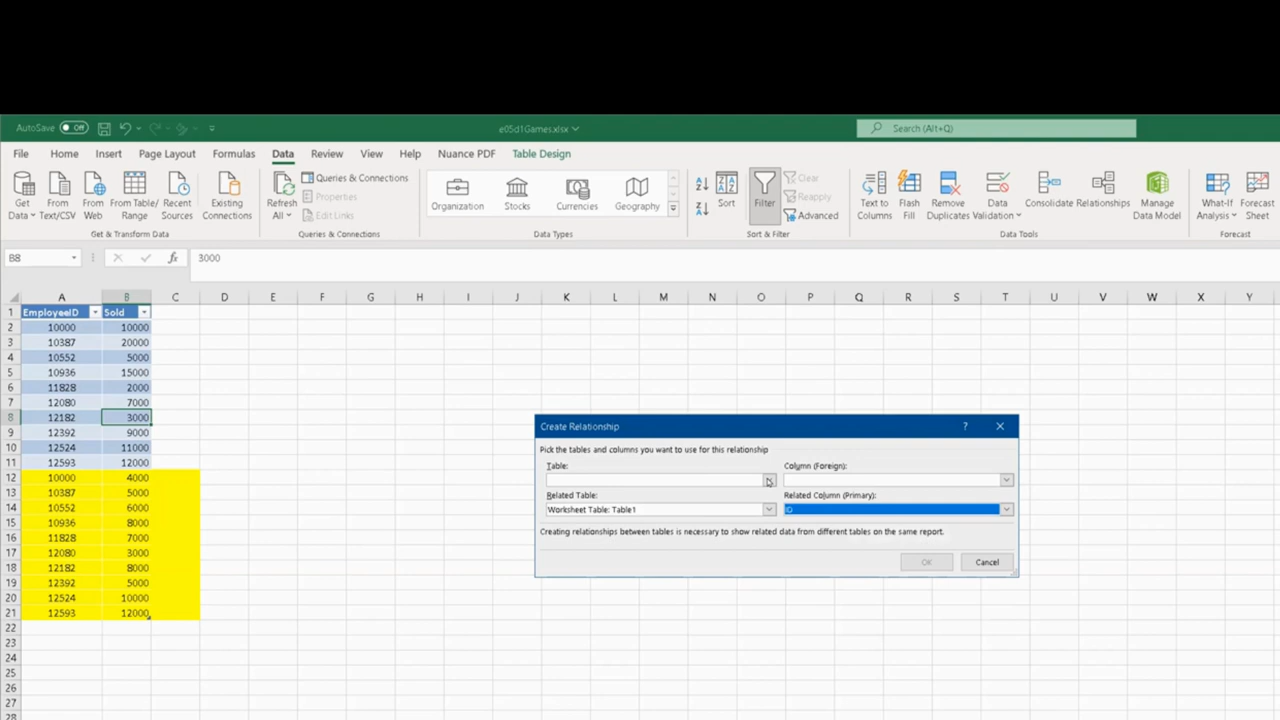 AutoSave Off e05d1Games.xlsx Search (Alt+Q)
File Home Insert Page Layout Formulas Data Review View Help Nuance PDF Table Design
Get Data From Text/CSV From Web From Table/ Range Recent Sources Existing Connections
Get & Transform Data
Refresh All Queries & Connections Properties Edit Links
Queries & Connections
Organization Stocks Currencies Geography
Data Types
Sort Filter Clear Reapply Advanced
Sort & Filter
Text to Columns Flash Fill Remove Duplicates Data Validation Consolidate Relationships Manage Data Model
Data Tools
What-If Analysis Forecast Sheet
Forecast
B8 fx 3000
A B C D E F G H I J K L M N O P Q R S T U V W X Y
1 EmployeeID Sold
2 10000 10000
3 10387 20000
4 10552 5000
5 10936 15000
6 11828 2000
7 12080 7000
8 12182 3000
9 12392 9000
10 12524 11000
11 12593 12000
12 10000 4000
13 10387 5000
14 10552 6000
15 10936 8000
16 11828 7000
17 12080 3000
18 12182 8000
19 12392 5000
20 12524 10000
21 12593 12000
22
23
24
25
26
27
28
Create Relationship ?
Pick the tables and columns you want to use for this relationship
Table: Column (Foreign):
Related Table: Related Column (Primary):
Worksheet Table: Table1 ID
Creating relationships between tables is necessary to show related data from different tables on the same report.
OK Cancel